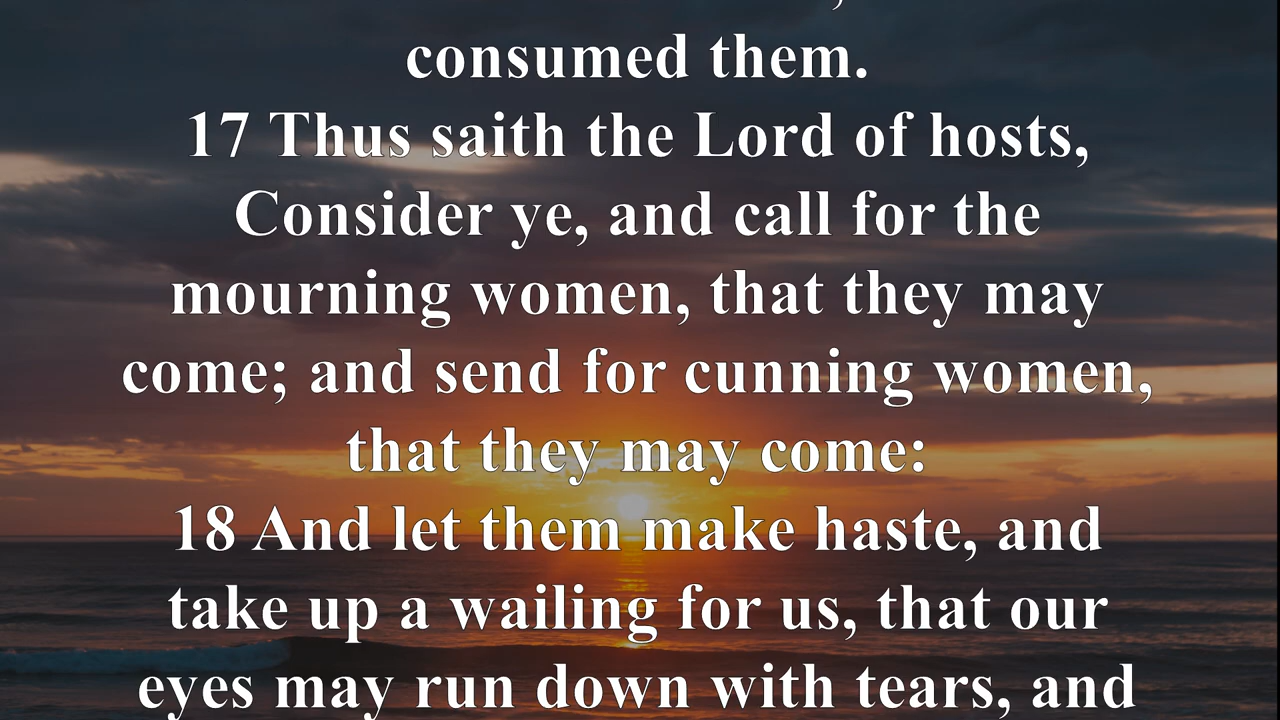 consumed them.
17 Thus saith the Lord of hosts,
Consider ye, and call for the
mourning women, that they may
come; and send for cunning women,
that they may come:
18 And let them make haste, and
take up a wailing for us, that our
eyes may run down with tears, and